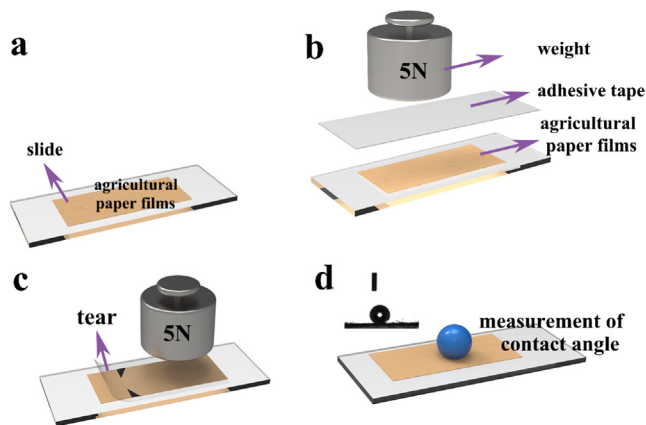 a
slide
agricultural
paper films
b
5N
weight
adhesive tape
agricultural
paper films
c
tear
5N
d
measurement of
contact angle